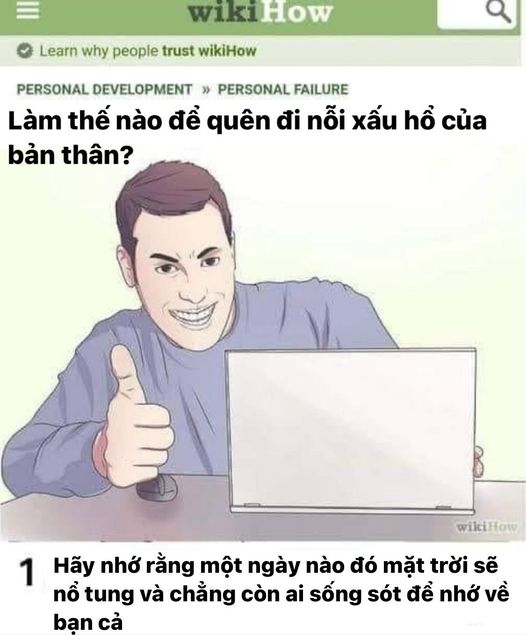 wikiHow
Learn why people trust wikiHow
PERSONAL DEVELOPMENT » PERSONAL FAILURE
Làm thế nào để quên đi nỗi xấu hổ của
bản thân?
wikiHow
1 Hãy nhớ rằng một ngày nào đó mặt trời sẽ
nổ tung và chẳng còn ai sống sót để nhớ về
bạn cả